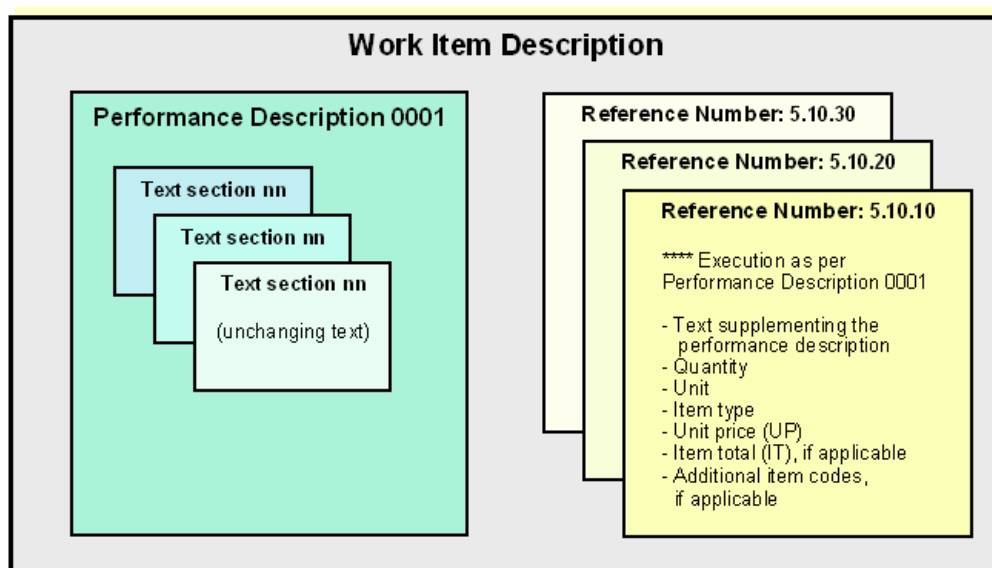 Work Item Description
Performance Description 0001
Text section nn
Text section nn
Text section nn
(unchanging text)
Reference Number: 5.10.30
Reference Number: 5.10.20
Reference Number: 5.10.10
**** Execution as per
Performance Description 0001
- Text supplementing the
performance description
- Quantity
- Unit
- Item type
- Unit price (UP)
- Item total (IT), if applicable
- Additional item codes,
if applicable